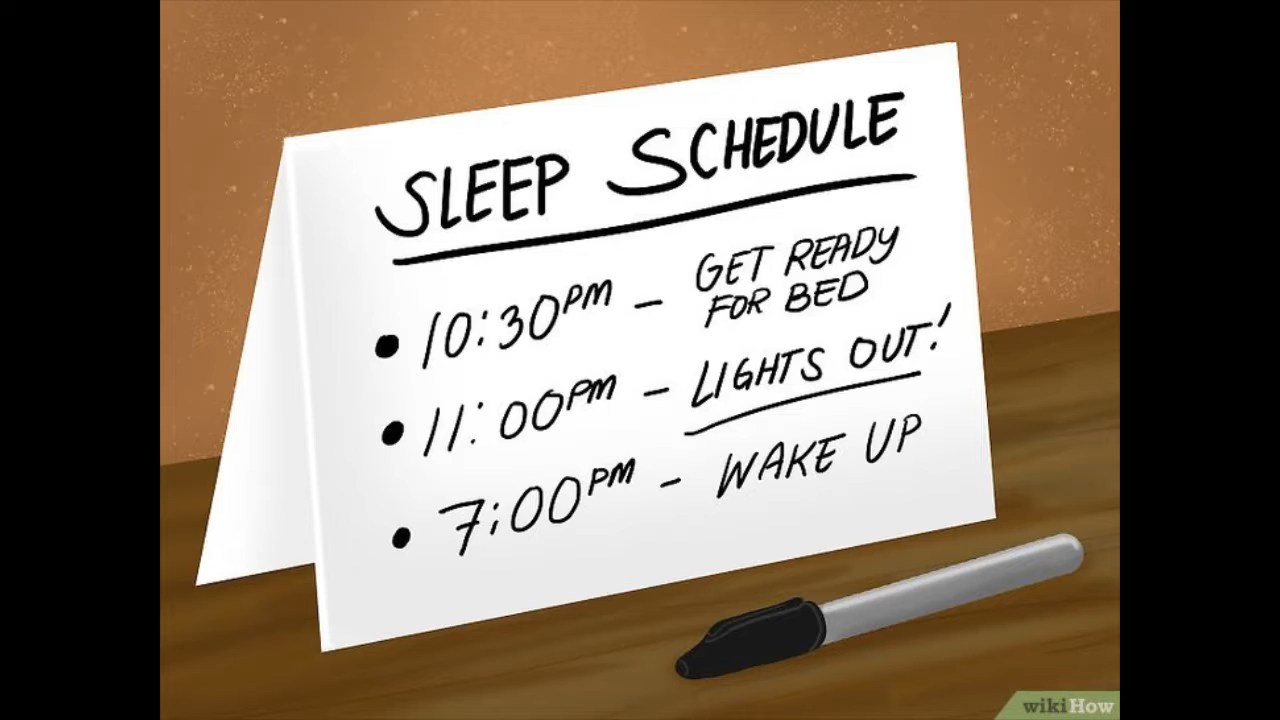 SLEEP SCHEDULE
• 10:30PM – GET READY
FOR BED
• 11:00PM – LIGHTS OUT!
• 7:00PM – WAKE UP
wikiHow